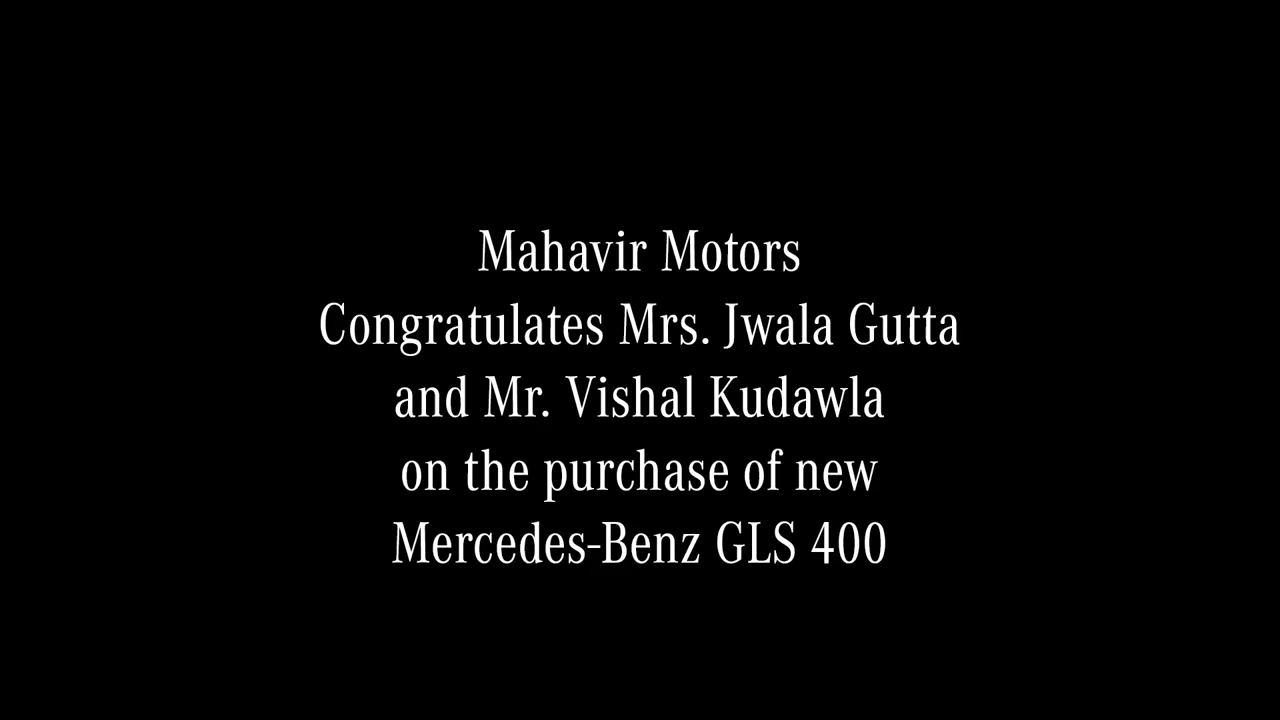 Mahavir Motors
Congratulates Mrs. Jwala Gutta
and Mr. Vishal Kudawla
on the purchase of new
Mercedes-Benz GLS 400